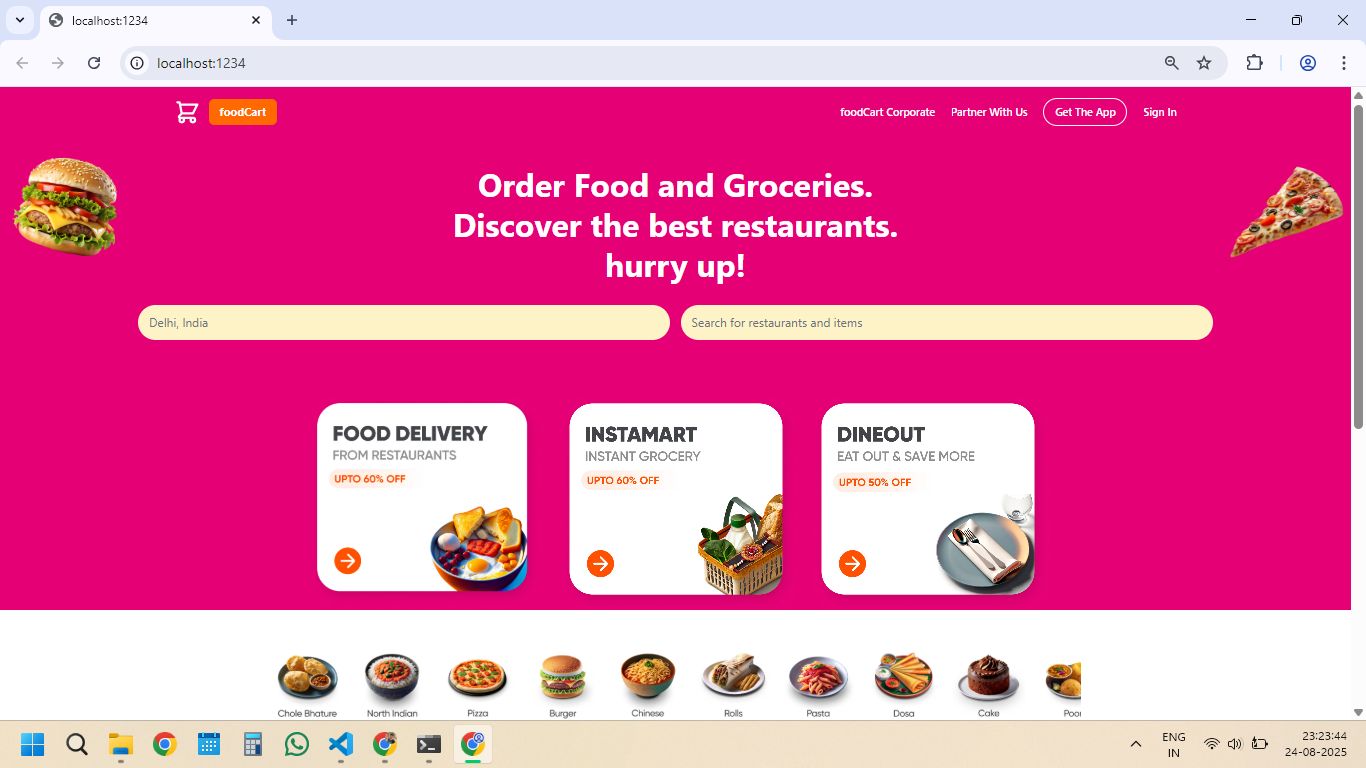 localhost:1234
localhost:1234
foodCart
foodCart Corporate
Partner With Us
Get The App
Sign In
Order Food and Groceries.
Discover the best restaurants.
hurry up!
Delhi, India
Search for restaurants and items
FOOD DELIVERY
FROM RESTAURANTS
UPTO 60% OFF
INSTAMART
INSTANT GROCERY
UPTO 60% OFF
DINEOUT
EAT OUT & SAVE MORE
UPTO 50% OFF
Chole Bhature
North Indian
Pizza
Burger
Chinese
Rolls
Pasta
Dosa
Cake
Poor
ENG
IN
23:23:44
24-08-2025